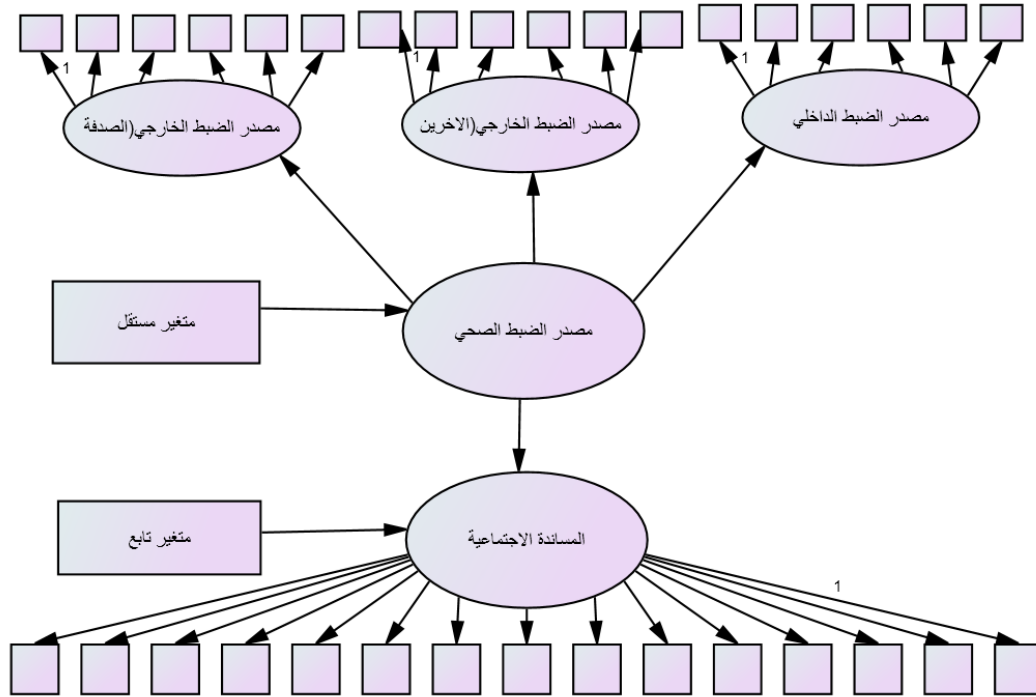 1
1
1
مصدر الضبط الخارجي(الصدفة
مصدر الضبط الخارجي(الاخرين
مصدر الضبط الداخلي
متغير مستقل
مصدر الضبط الصحي
متغير تابع
المساندة الاجتماعية
1